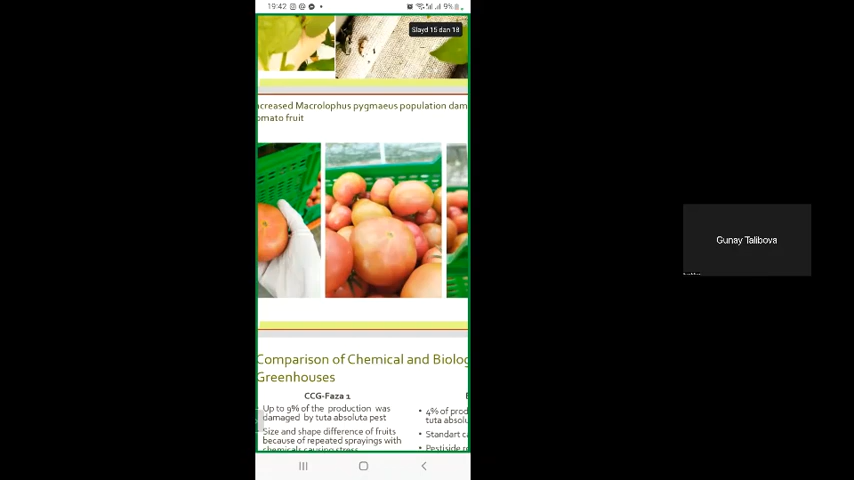 19:42
9%
Slayd 15 dan 18
ncreased Macrolophus pygmaeus population dam
omato fruit
Gunay Talibova
Comparison of Chemical and Biolog
Greenhouses
CCG-Faza 1
Up to 9% of the production was
damaged by tuta absoluta pest
Size and shape difference of fruits
because of repeated sprayings with
chemicals causing stress
• 4% of prod
tuta absolu
• Standart ca
• Pestiside re